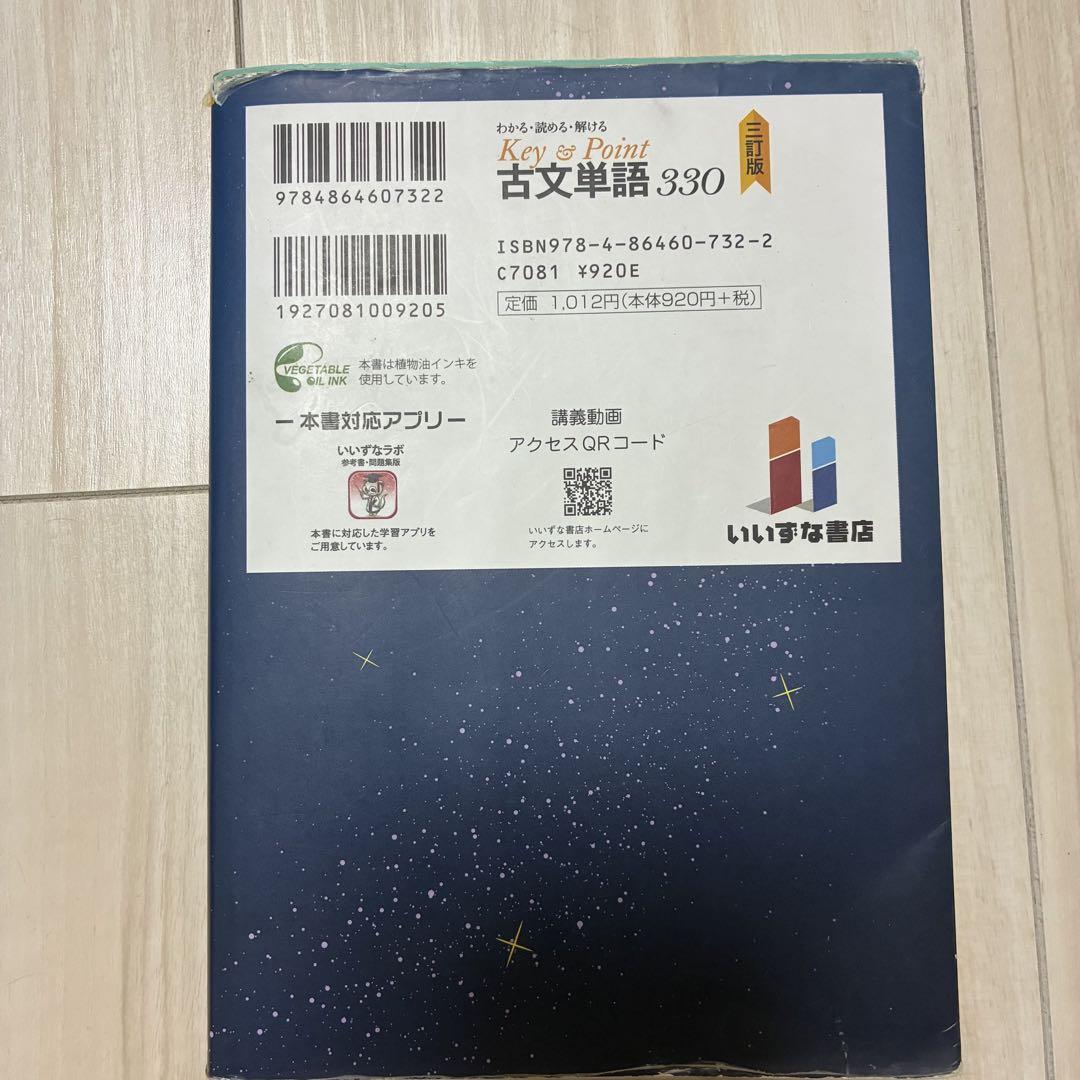 9784864607322
1927081009205
わかる・読める・解ける
Key & Point
古文単語 330
三訂版
ISBN978-4-86460-732-2
C7081 ¥920E
定価 1,012円(本体920円+税)
VEGETABLE
OIL INK
本書は植物油インキを
使用しています。
ー 本書対応アプリ ー
いいずなラボ
参考書・問題集版
本書に対応した学習アプリを
ご用意しています。
講義動画
アクセスQRコード
いいずな書店ホームページに
アクセスします。
いいずな書店